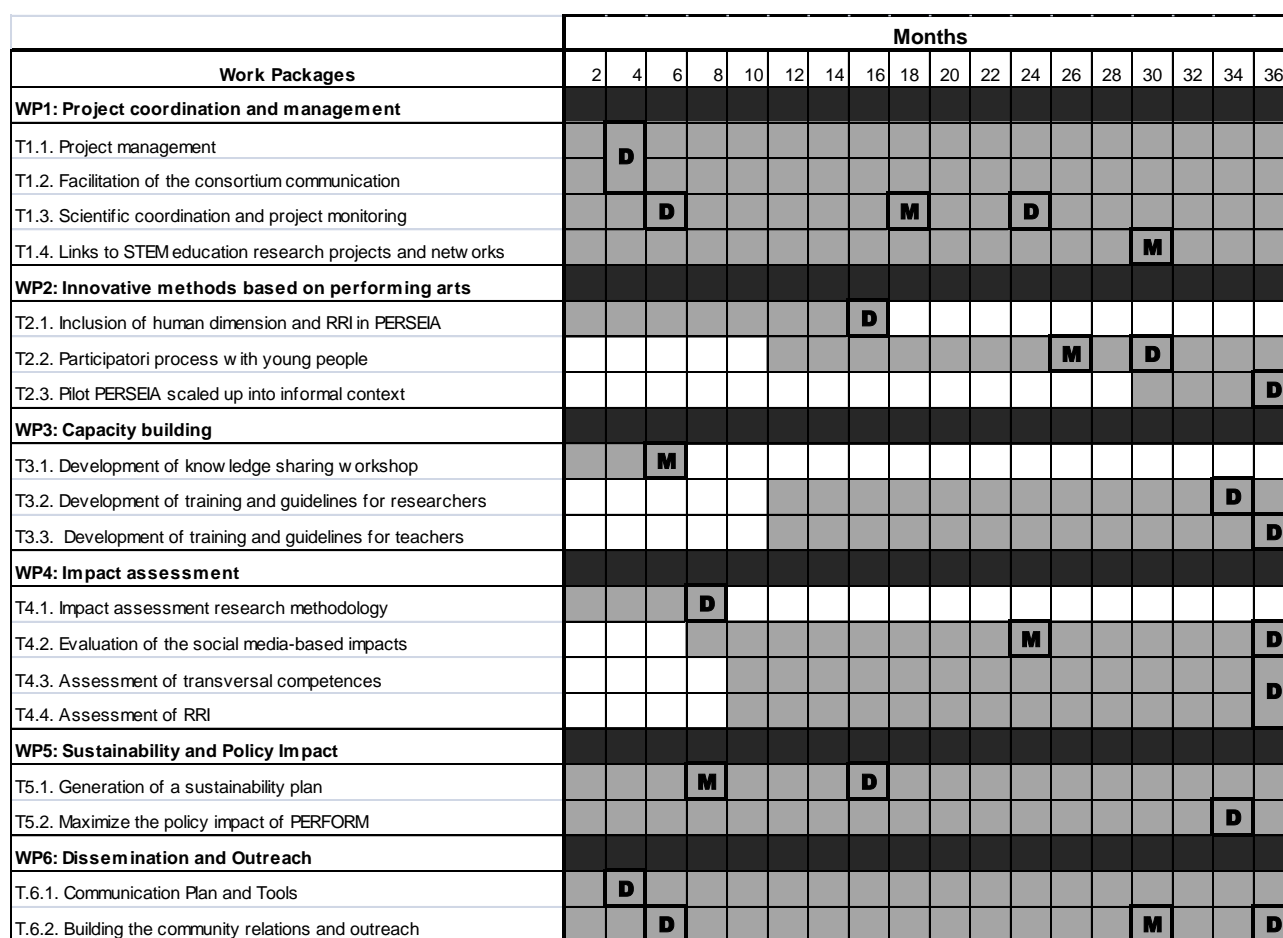 Months
Work Packages 2 4 6 8 10 12 14 16 18 20 22 24 26 28 30 32 34 36
WP1: Project coordination and management
T1.1. Project management
D
T1.2. Facilitation of the consortium communication
T1.3. Scientific coordination and project monitoring D M D
T1.4. Links to STEM education research projects and networks M
WP2: Innovative methods based on performing arts
T2.1. Inclusion of human dimension and RRI in PERSEIA D
T2.2. Participatori process with young people M D
T2.3. Pilot PERSEIA scaled up into informal context D
WP3: Capacity building
T3.1. Development of knowledge sharing workshop M
T3.2. Development of training and guidelines for researchers D
T3.3. Development of training and guidelines for teachers D
WP4: Impact assessment
T4.1. Impact assessment research methodology D
T4.2. Evaluation of the social media-based impacts M D
T4.3. Assessment of transversal competences
D
T4.4. Assessment of RRI
WP5: Sustainability and Policy Impact
T5.1. Generation of a sustainability plan M D
T5.2. Maximize the policy impact of PERFORM D
WP6: Dissemination and Outreach
T.6.1. Communication Plan and Tools D
T.6.2. Building the community relations and outreach D M D